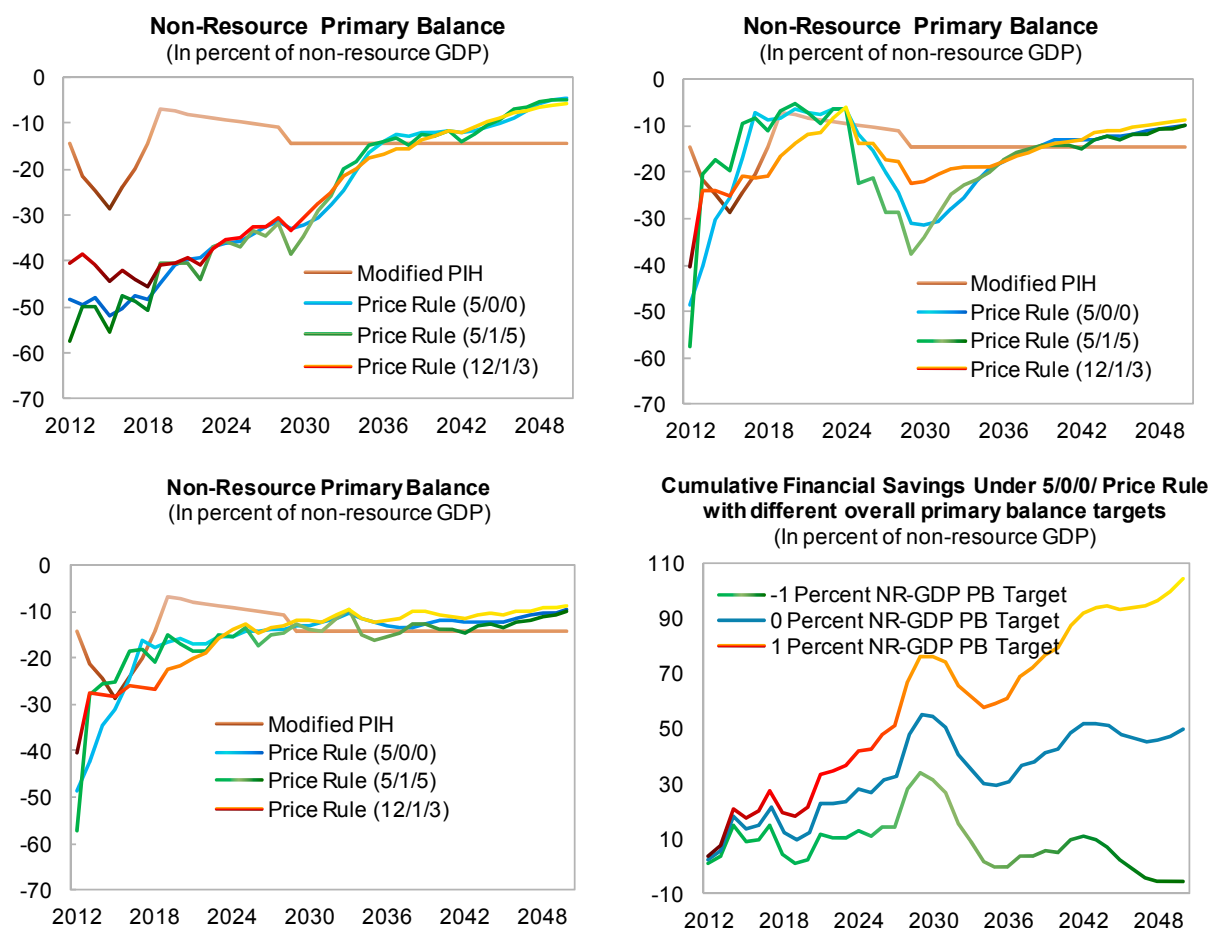 Non-Resource Primary Balance
(In percent of non-resource GDP)
0
-10
-20
-30
-40
-50
-60
-70
Modified PIH
Price Rule (5/0/0)
Price Rule (5/1/5)
Price Rule (12/1/3)
2012 2018 2024 2030 2036 2042 2048
Non-Resource Primary Balance
(In percent of non-resource GDP)
0
-10
-20
-30
-40
-50
-60
-70
Modified PIH
Price Rule (5/0/0)
Price Rule (5/1/5)
Price Rule (12/1/3)
2012 2018 2024 2030 2036 2042 2048
Non-Resource Primary Balance
(In percent of non-resource GDP)
0
-10
-20
-30
-40
-50
-60
-70
Modified PIH
Price Rule (5/0/0)
Price Rule (5/1/5)
Price Rule (12/1/3)
2012 2018 2024 2030 2036 2042 2048
Cumulative Financial Savings Under 5/0/0/ Price Rule
with different overall primary balance targets
(In percent of non-resource GDP)
110
90
70
50
30
10
-10
-1 Percent NR-GDP PB Target
0 Percent NR-GDP PB Target
1 Percent NR-GDP PB Target
2012 2018 2024 2030 2036 2042 2048